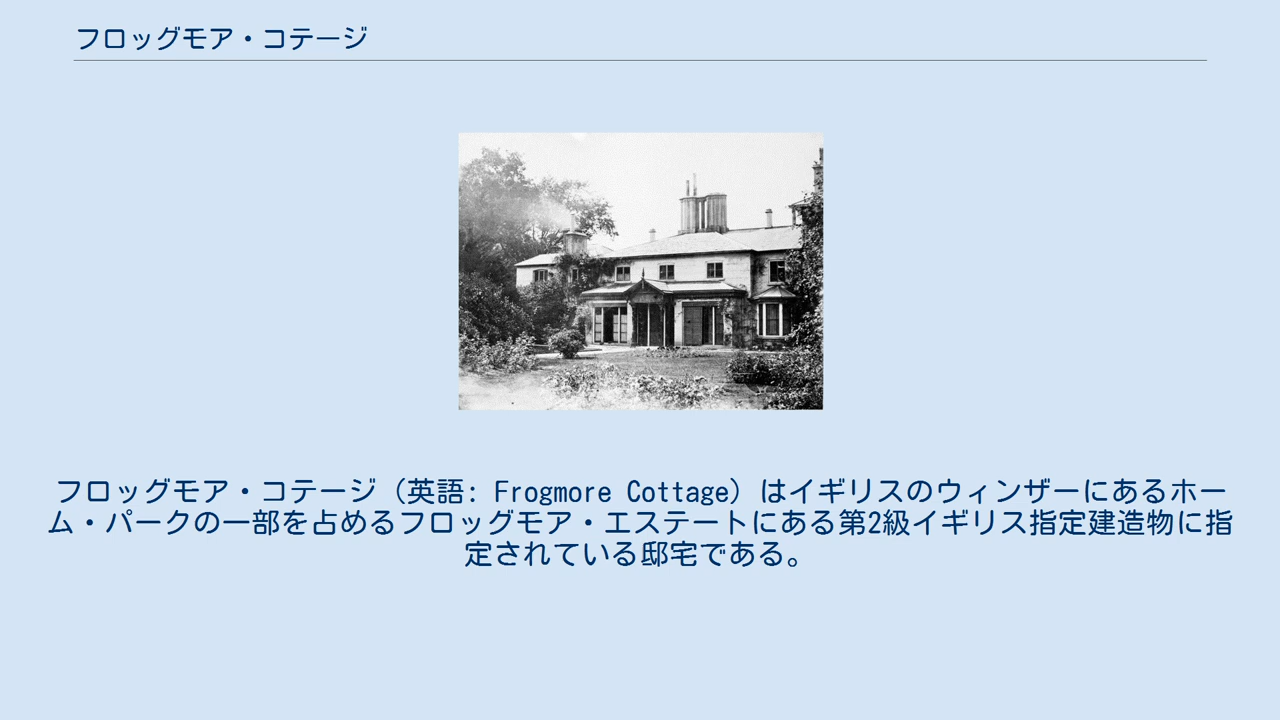 フロッグモア・コテージ
フロッグモア・コテージ（英語: Frogmore Cottage）はイギリスのウィンザーにあるホー
ム・パークの一部を占めるフロッグモア・エステートにある第2級イギリス指定建造物に指
定されている邸宅である。